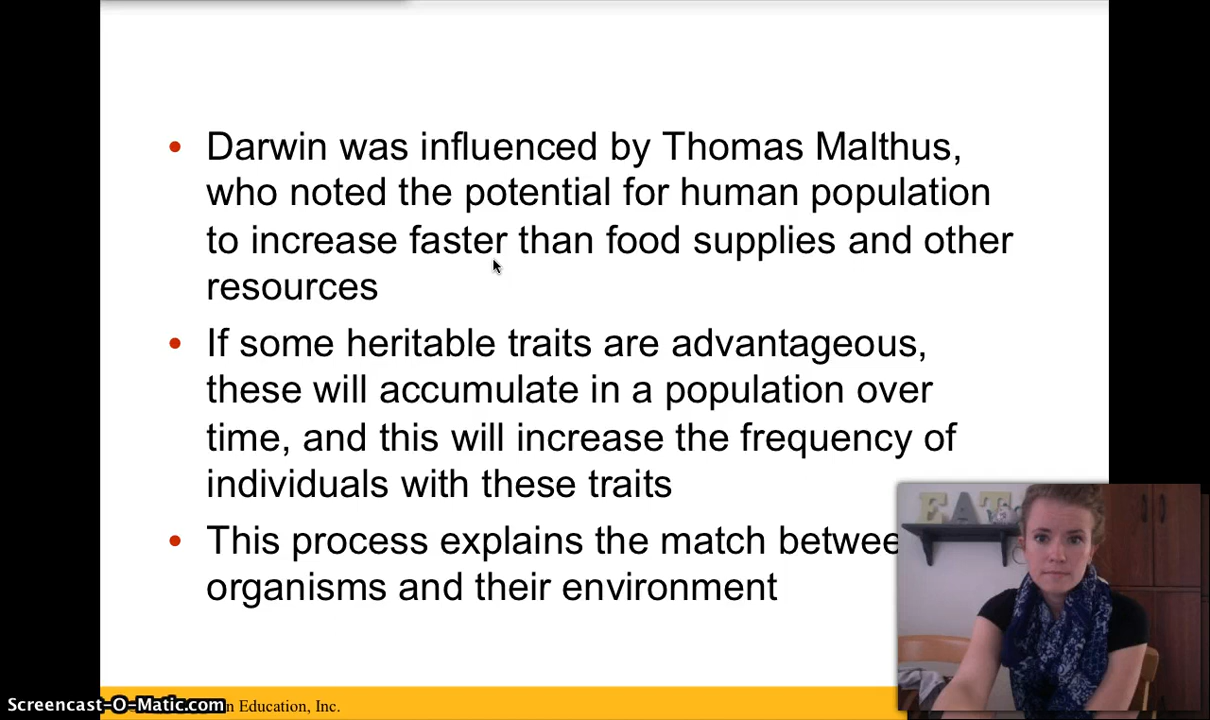 • Darwin was influenced by Thomas Malthus,
who noted the potential for human population
to increase faster than food supplies and other
resources
• If some heritable traits are advantageous,
these will accumulate in a population over
time, and this will increase the frequency of
individuals with these traits
• This process explains the match
organisms and their environment
EAT
Screencast-O-Matic.com
Education, Inc.